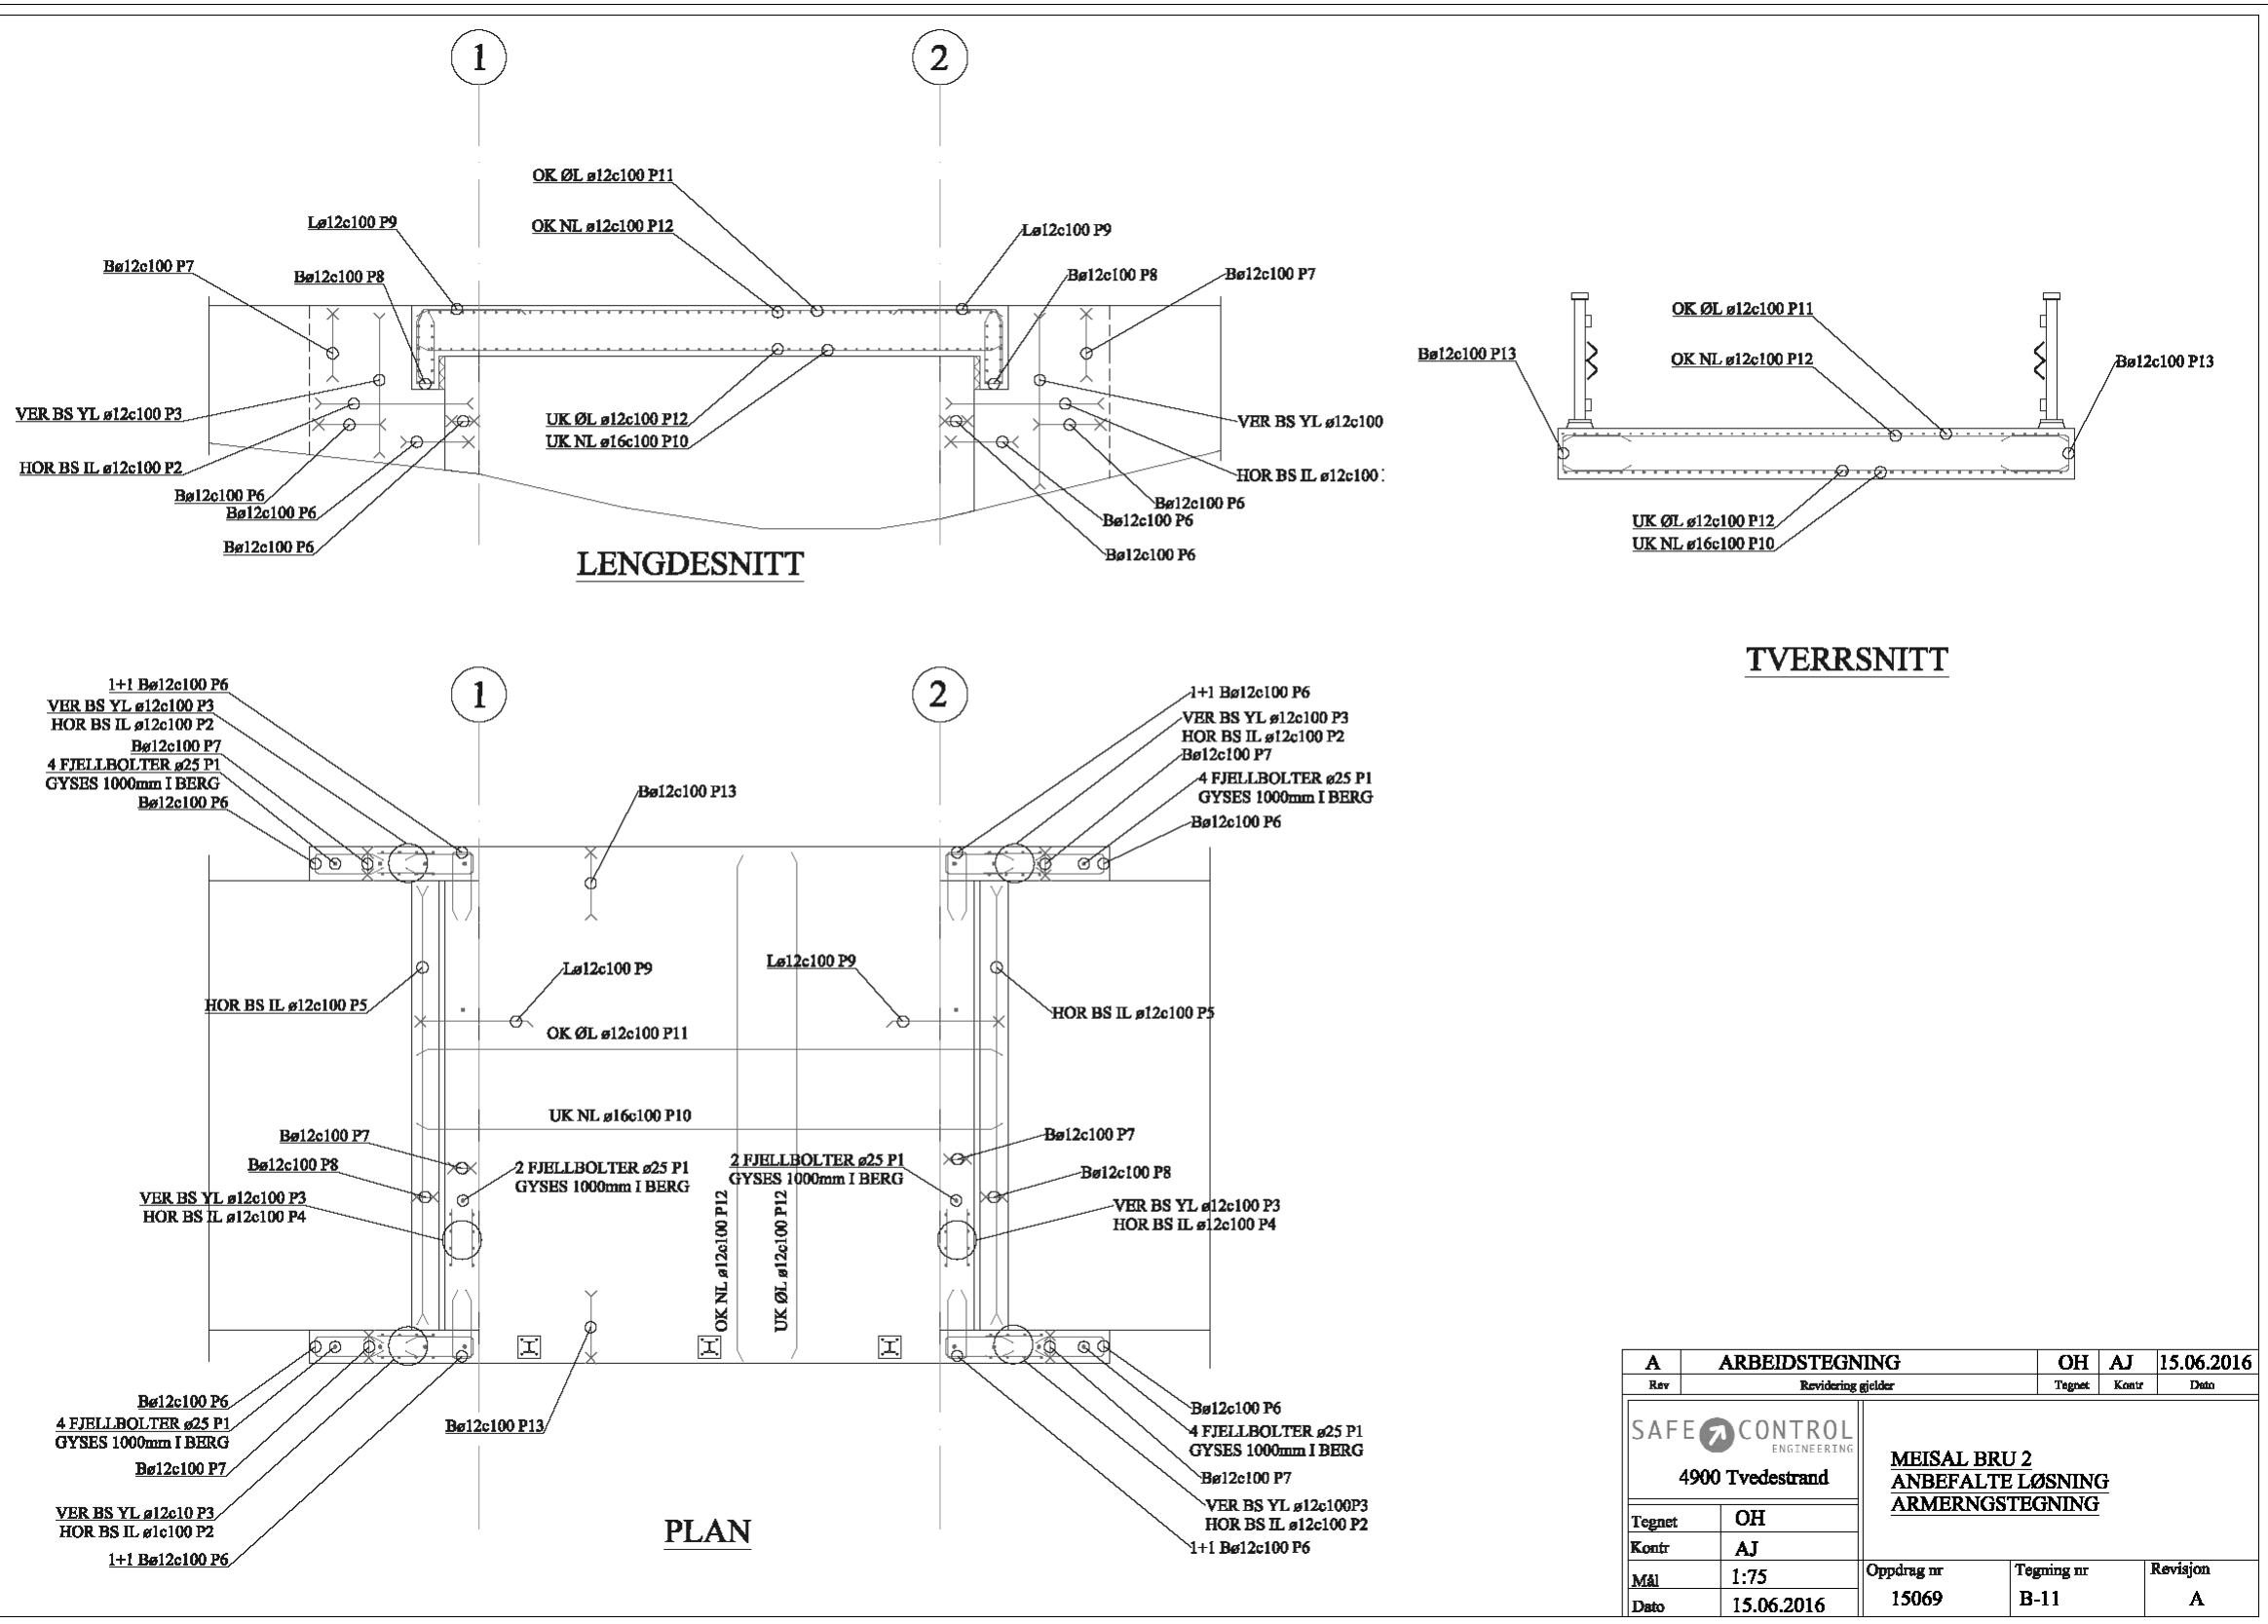 1
2
OK ØL ø12c100 P11
Lø12c100 P9
OK NL ø12c100 P12
Lø12c100 P9
Bø12c100 P7
Bø12c100 P8
Bø12c100 P8
Bø12c100 P7
VER BS YL ø12c100 P3
UK ØL ø12c100 P12
UK NL ø16c100 P10
VER BS YL ø12c100
HOR BS IL ø12c100 P2
HOR BS IL ø12c100
Bø12c100 P6
Bø12c100 P6
Bø12c100 P6
Bø12c100 P6
Bø12c100 P6
Bø12c100 P6
LENGDESNITT
OK ØL ø12c100 P11
Bø12c100 P13
OK NL ø12c100 P12
Bø12c100 P13
UK ØL ø12c100 P12
UK NL ø16c100 P10
TVERRSNITT
1
2
1+1 Bø12c100 P6
VER BS YL ø12c100 P3
HOR BS IL ø12c100 P2
Bø12c100 P7
4 FJELLBOLTER ø25 P1
GYSES 1000mm I BERG
Bø12c100 P6
Bø12c100 P13
1+1 Bø12c100 P6
VER BS YL ø12c100 P3
HOR BS IL ø12c100 P2
Bø12c100 P7
4 FJELLBOLTER ø25 P1
GYSES 1000mm I BERG
Bø12c100 P6
Lø12c100 P9
Lø12c100 P9
HOR BS IL ø12c100 P5
HOR BS IL ø12c100 P5
OK ØL ø12c100 P11
UK NL ø16c100 P10
Bø12c100 P7
Bø12c100 P8
VER BS YL ø12c100 P3
HOR BS IL ø12c100 P4
2 FJELLBOLTER ø25 P1
GYSES 1000mm I BERG
2 FJELLBOLTER ø25 P1
GYSES 1000mm I BERG
OK NL ø12c100 P12
UK ØL ø12c100 P12
Bø12c100 P7
Bø12c100 P8
VER BS YL ø12c100 P3
HOR BS IL ø12c100 P4
Bø12c100 P6
4 FJELLBOLTER ø25 P1
GYSES 1000mm I BERG
Bø12c100 P7
VER BS YL ø12c10 P3
HOR BS IL ø1c100 P2
1+1 Bø12c100 P6
Bø12c100 P13
Bø12c100 P6
4 FJELLBOLTER ø25 P1
GYSES 1000mm I BERG
Bø12c100 P7
VER BS YL ø12c100P3
HOR BS IL ø12c100 P2
1+1 Bø12c100 P6
PLAN
A ARBEIDSTEGNING OH AJ 15.06.2016
Rev Revidering gjelder Tegnet Kontr Dato
SAFE CONTROL
ENGINEERING
4900 Tvedestrand
MEISAL BRU 2
ANBEFALTE LØSNING
ARMERNGSTEGNING
Tegnet OH
Kontr AJ
Mål 1:75
Dato 15.06.2016
Oppdrag nr
15069
Tegning nr
B-11
Revisjon
A